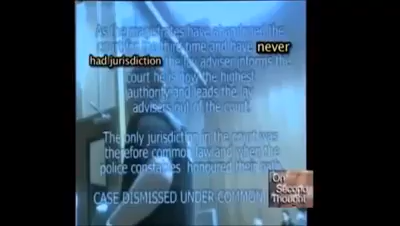 As the magistrates have abandoned the
court for the third time and have never
had jurisdiction the lay adviser informs the
court he is now the highest
authority and leads the lay
advisers out of the court.
The only jurisdiction in the court was
therefore common law and when the
police constables honoured their oath
CASE DISMISSED UNDER COMMON
On
Second
Thought